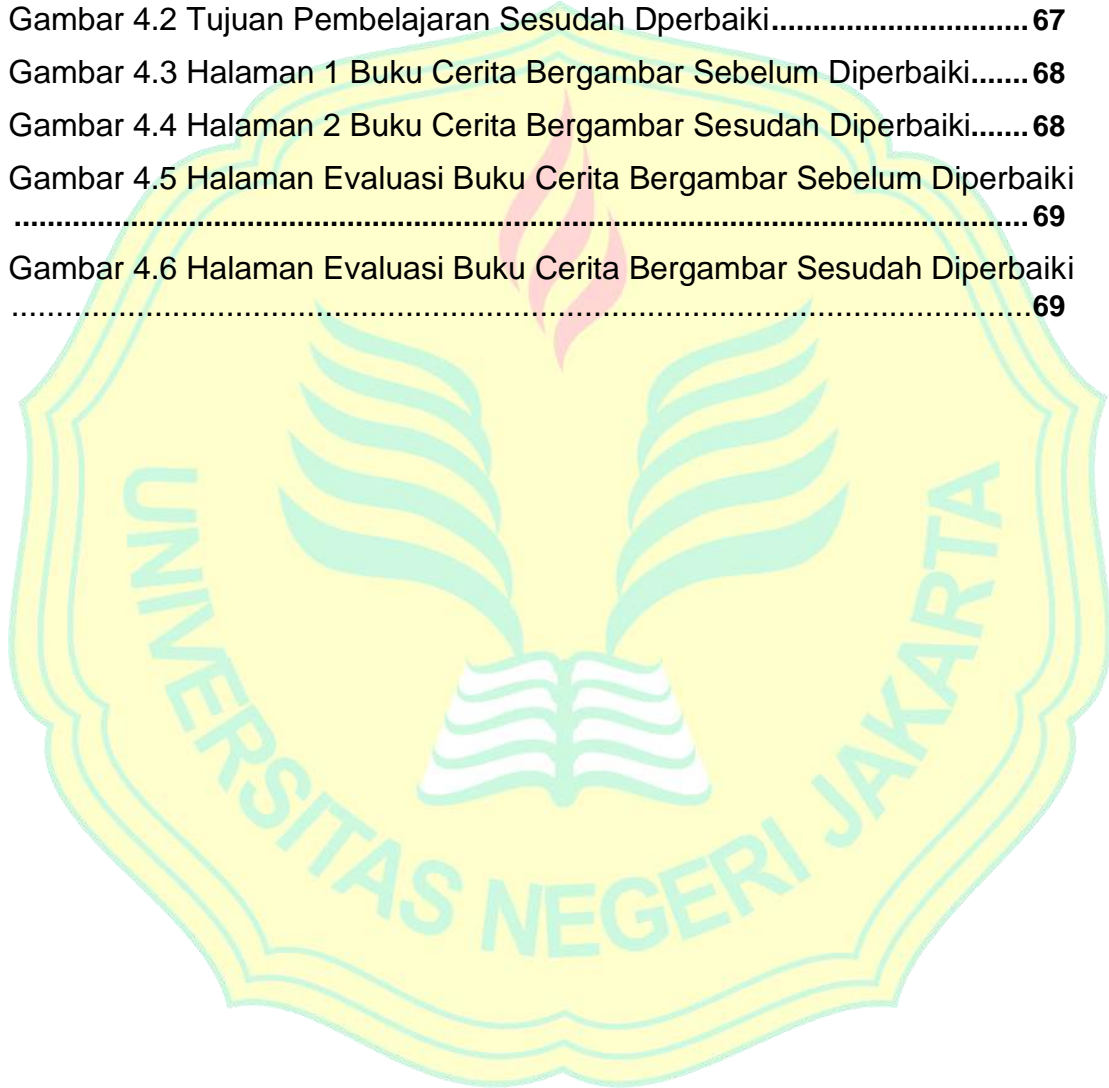 Gambar 4.2 Tujuan Pembelajaran Sesudah Dperbaiki............................... 67
Gambar 4.3 Halaman 1 Buku Cerita Bergambar Sebelum Diperbaiki....... 68
Gambar 4.4 Halaman 2 Buku Cerita Bergambar Sesudah Diperbaiki....... 68
Gambar 4.5 Halaman Evaluasi Buku Cerita Bergambar Sebelum Diperbaiki
........................................................................................................................... 69
Gambar 4.6 Halaman Evaluasi Buku Cerita Bergambar Sesudah Diperbaiki
...................................................................................................................69
UNIVERSITAS NEGERI JAKARTA